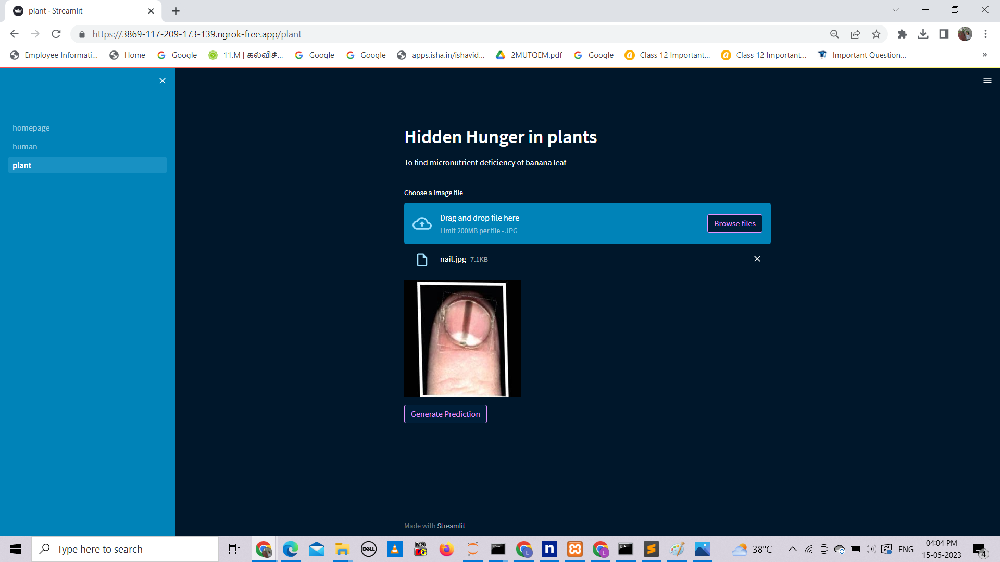 plant · Streamlit
https://3869-117-209-173-139.ngrok-free.app/plant
Employee Informati...
Home
Google
11.M | கல்விச்...
Google
Google
apps.isha.in/ishavid...
2MUTQEM.pdf
Google
Class 12 Important...
Class 12 Important...
Important Question...
»
homepage
human
plant
Hidden Hunger in plants
To find micronutrient deficiency of banana leaf
Choose a image file
Drag and drop file here
Limit 200MB per file • JPG
Browse files
nail.jpg 7.1KB
Generate Prediction
Made with Streamlit
Type here to search
DELL
MS
38°C
ENG
04:04 PM
15-05-2023
4